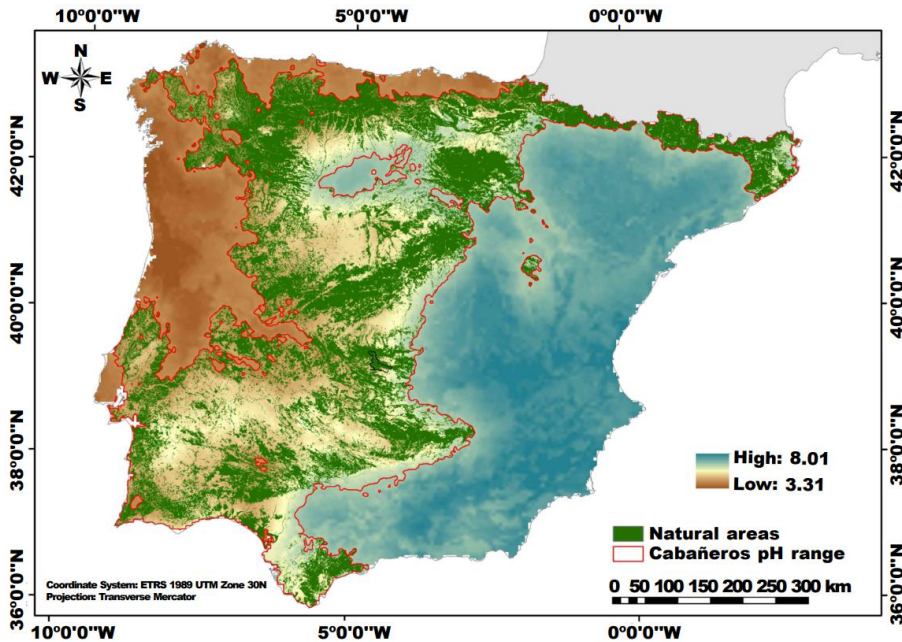 10°0'0"W 5°0'0"W 0°0'0"W
N
W E
S
42°0'0"N
42°0'0"N
40°0'0"N
40°0'0"N
38°0'0"N
38°0'0"N
36°0'0"N
36°0'0"N
High: 8.01
Low: 3.31
Natural areas
Cabañeros pH range
0 50 100 150 200 250 300 km
Coordinate System: ETRS 1989 UTM Zone 30N
Projection: Transverse Mercator
10°0'0"W 5°0'0"W 0°0'0"W